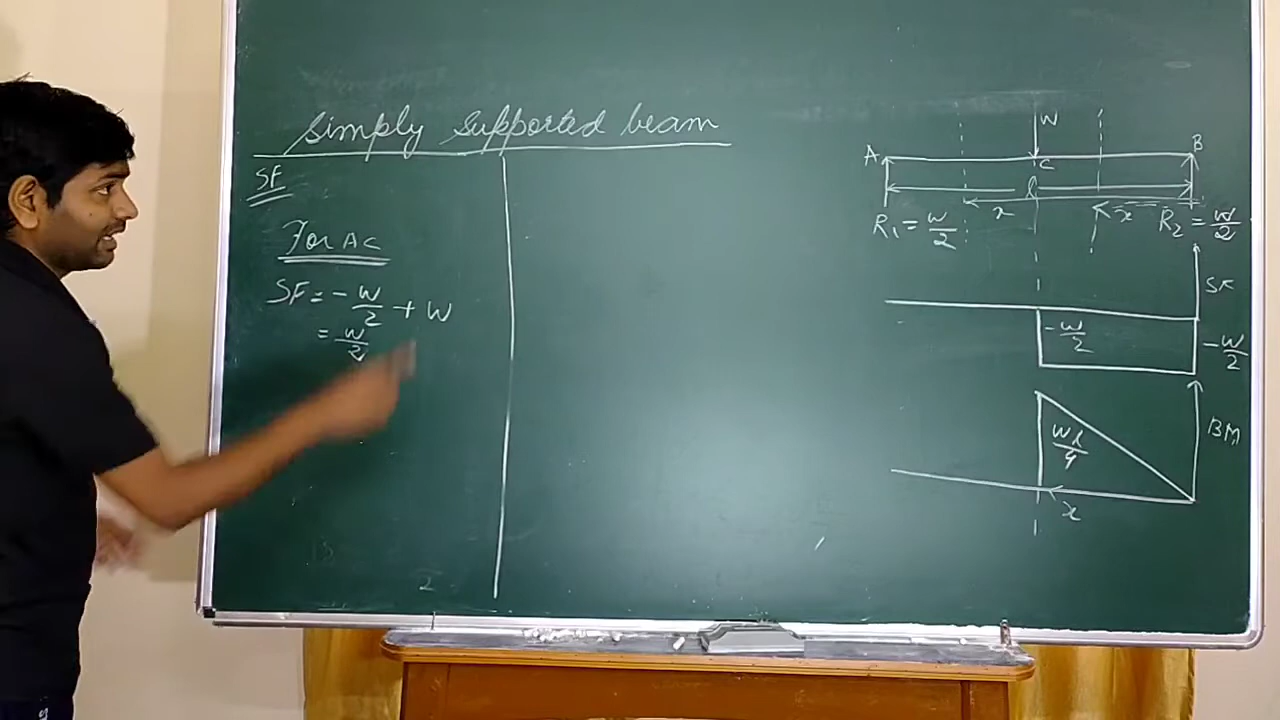 simply supported beam
SF
For AC
SF = - W/2 + W
= W/2
2
W
A
B
C
l
x
x
R1 = W/2
R2 = W/2
SF
-W/2
-W/2
BM
Wl/4
x